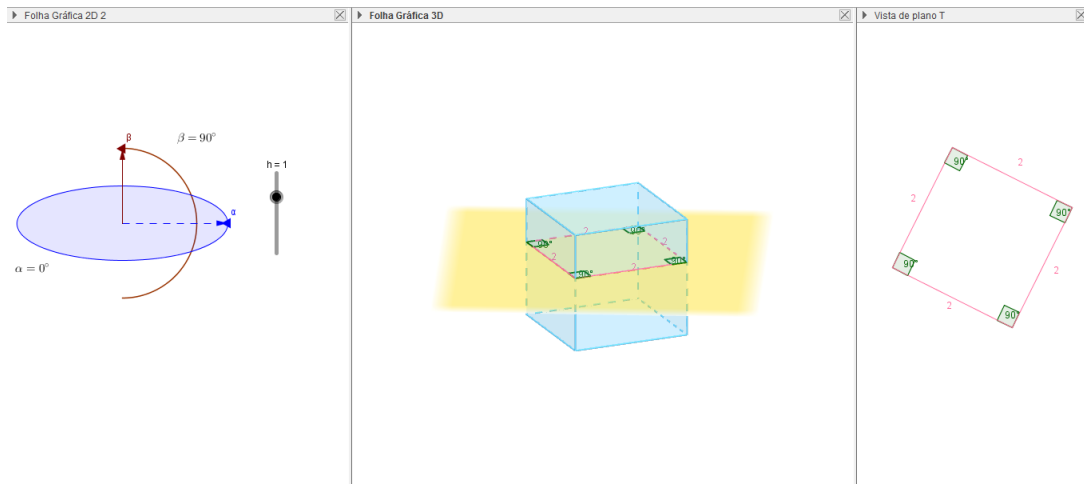 Folha Gráfica 2D 2
β
β = 90°
h = 1
α
α = 0°
Folha Gráfica 3D
2
90°
90°
2
2
2
90°
90°
Vista de plano T
90°
2
2
90°
90°
2
2
90°